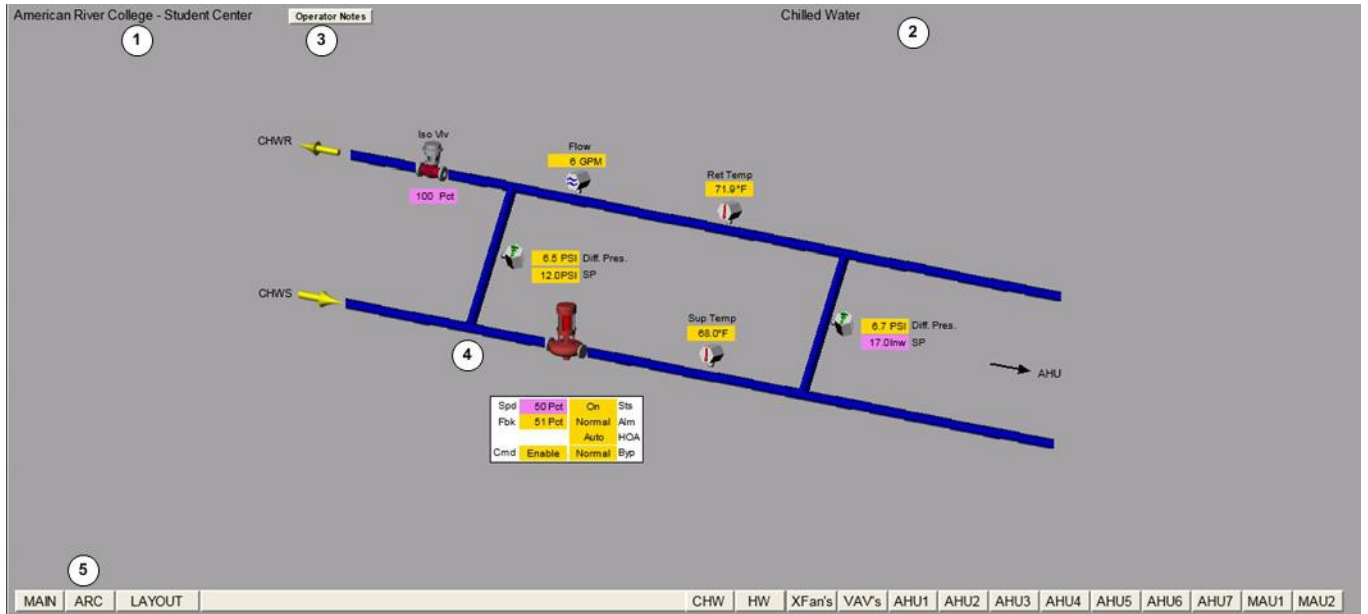 American River College - Student Center
Operator Notes
Chilled Water
1
3
2
Iso Vlv
CHWR
Flow
6 GPM
Ret Temp
71.9°F
100 Pct
6.5 PSI Diff. Pres.
12.0PSI SP
CHWS
Sup Temp
68.0°F
6.7 PSI Diff. Pres.
17.0Inw SP
4
AHU
Spd 50 Pct On Sts
Fbk 51 Pct Normal Alm
Auto HOA
Cmd Enable Normal Byp
5
MAIN ARC LAYOUT CHW HW XFan's VAV's AHU1 AHU2 AHU3 AHU4 AHU5 AHU6 AHU7 MAU1 MAU2